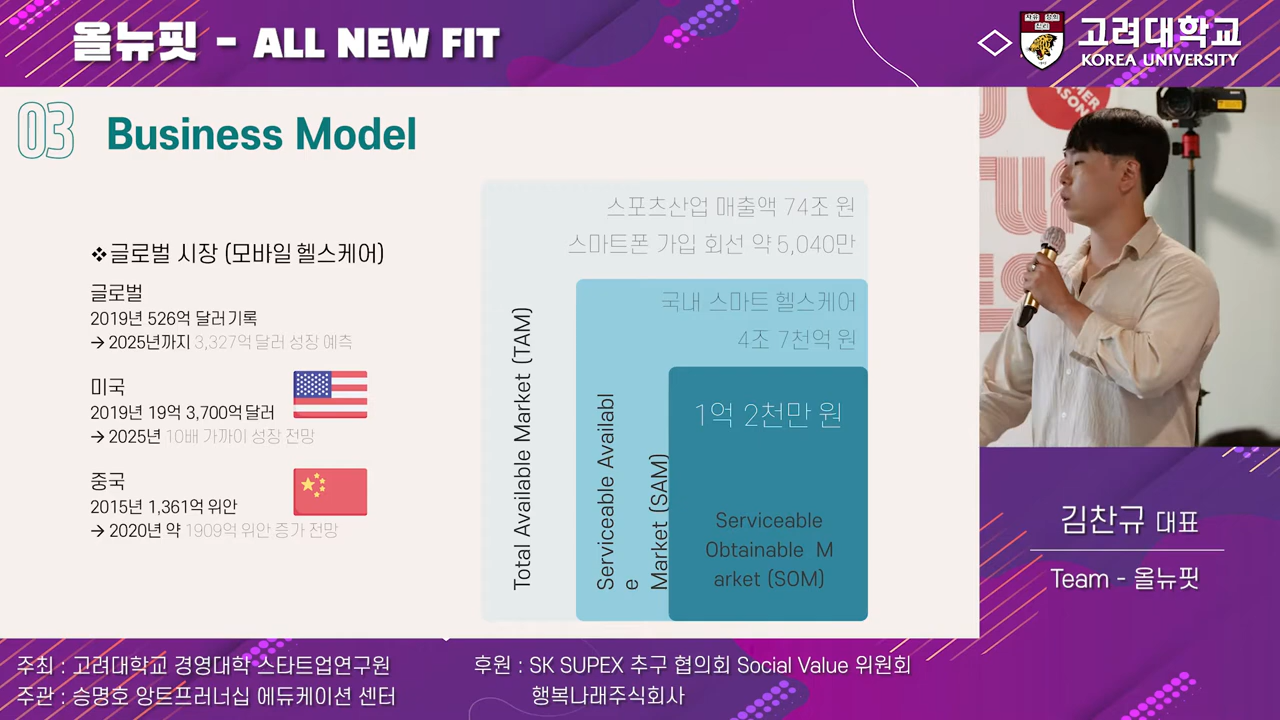 올뉴핏 - ALL NEW FIT
고려대학교
KOREA UNIVERSITY
03 Business Model
❖글로벌 시장 (모바일 헬스케어)
글로벌
2019년 526억 달러 기록
→ 2025년까지 3,327억 달러 성장 예측
미국
2019년 19억 3,700억 달러
→ 2025년 10배 가까이 성장 전망
중국
2015년 1,361억 위안
→ 2020년 약 1909억 위안 증가 전망
스포츠산업 매출액 74조 원
스마트폰 가입 회선 약 5,040만
Total Available Market (TAM)
국내 스마트 헬스케어
4조 7천억 원
Serviceable Availabl
e
Market (SAM)
1억 2천만 원
Serviceable
Obtainable M
arket (SOM)
김찬규 대표
Team - 올뉴핏
주최 : 고려대학교 경영대학 스타트업연구원
주관 : 승명호 앙트프러너십 에듀케이션 센터
후원 : SK SUPEX 추구 협의회 Social Value 위원회
행복나래주식회사